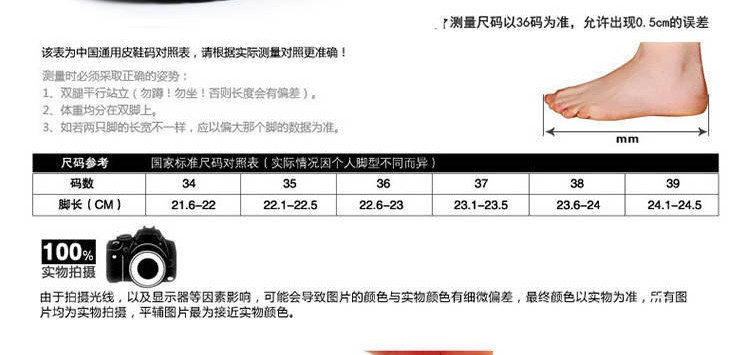 测量尺码以36码为准，允许出现0.5cm的误差
该表为中国通用皮鞋码对照表，请根据实际测量对照更准确！
测量时必须采取正确的姿势：
1、双腿平行站立（勿蹲！勿坐！否则长度会有偏差）。
2、体重均分在双脚上。
3、如若两只脚的长宽不一样，应以偏大那个脚的数据为准。
mm
尺码参考 国家标准尺码对照表（实际情况因个人脚型不同而异）
码数 34 35 36 37 38 39
脚长（CM） 21.6-22 22.1-22.5 22.6-23 23.1-23.5 23.6-24 24.1-24.5
100%
实物拍摄
由于拍摄光线，以及显示器等因素影响，可能会导致图片的颜色与实物颜色有细微偏差，最终颜色以实物为准，所有图
片均为实物拍摄，平铺图片最为接近实物颜色。